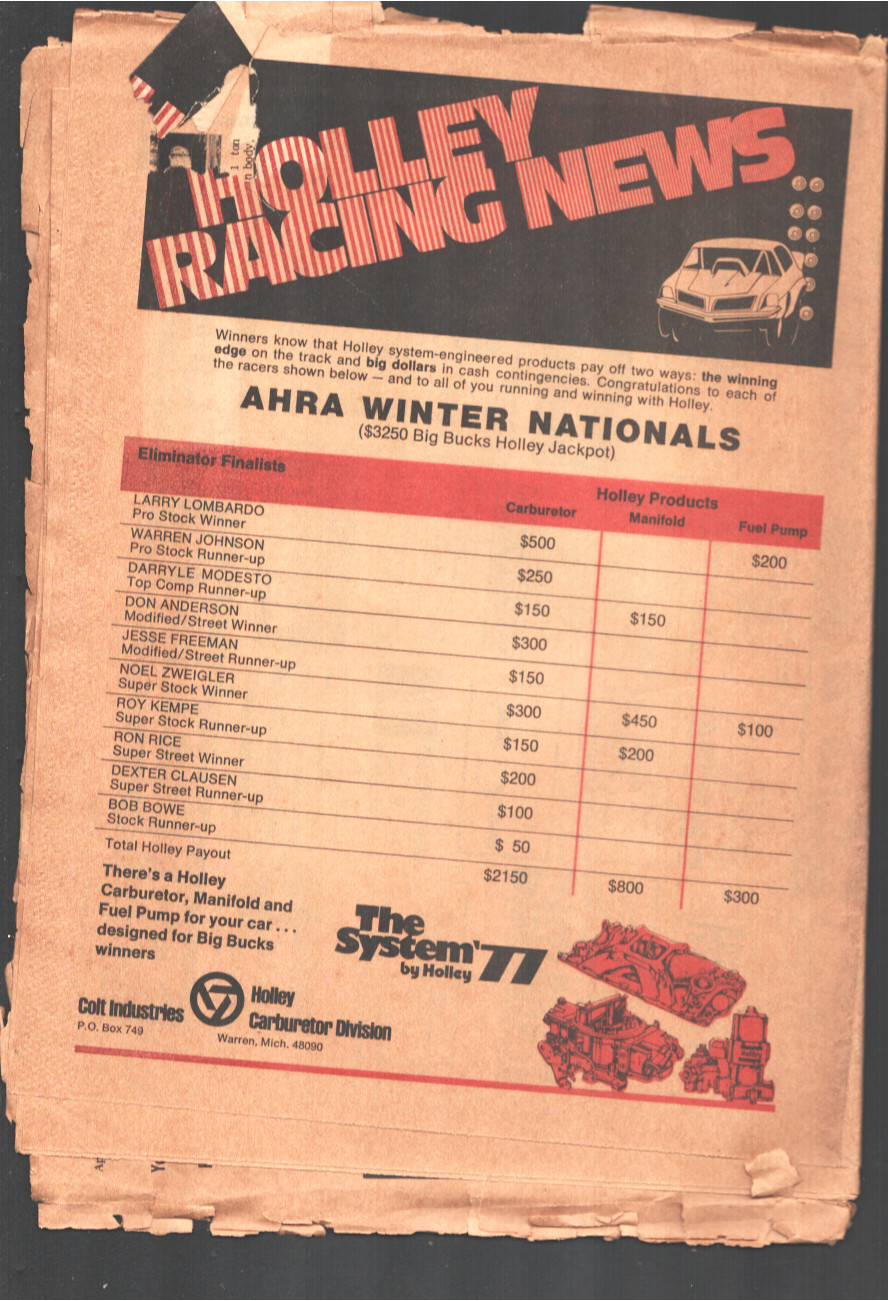 1 ton
n body,
HOLLEY
RACING NEWS
Winners know that Holley system-engineered products pay off two ways: the winning
edge on the track and big dollars in cash contingencies. Congratulations to each of
the racers shown below — and to all of you running and winning with Holley.
AHRA WINTER NATIONALS
($3250 Big Bucks Holley Jackpot)
Eliminator Finalists
Holley Products
Carburetor Manifold Fuel Pump
LARRY LOMBARDO
Pro Stock Winner $500 $200
WARREN JOHNSON
Pro Stock Runner-up $250
DARRYLE MODESTO
Top Comp Runner-up $150 $150
DON ANDERSON
Modified/Street Winner $300
JESSE FREEMAN
Modified/Street Runner-up $150
NOEL ZWEIGLER
Super Stock Winner $300 $450 $100
ROY KEMPE
Super Stock Runner-up $150 $200
RON RICE
Super Street Winner $200
DEXTER CLAUSEN
Super Street Runner-up $100
BOB BOWE
Stock Runner-up $ 50
Total Holley Payout $2150 $800 $300
There's a Holley
Carburetor, Manifold and
Fuel Pump for your car . . .
designed for Big Bucks
winners
The
System '77
by Holley
Colt Industries
P.O. Box 749
Holley
Carburetor Division
Warren, Mich. 48090